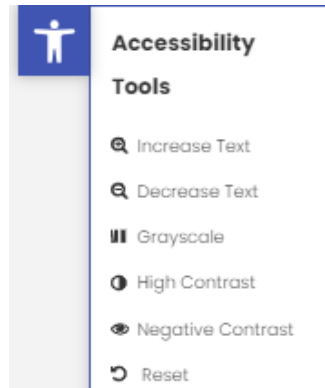 Accessibility
Tools
Increase Text
Decrease Text
Grayscale
High Contrast
Negative Contrast
Reset